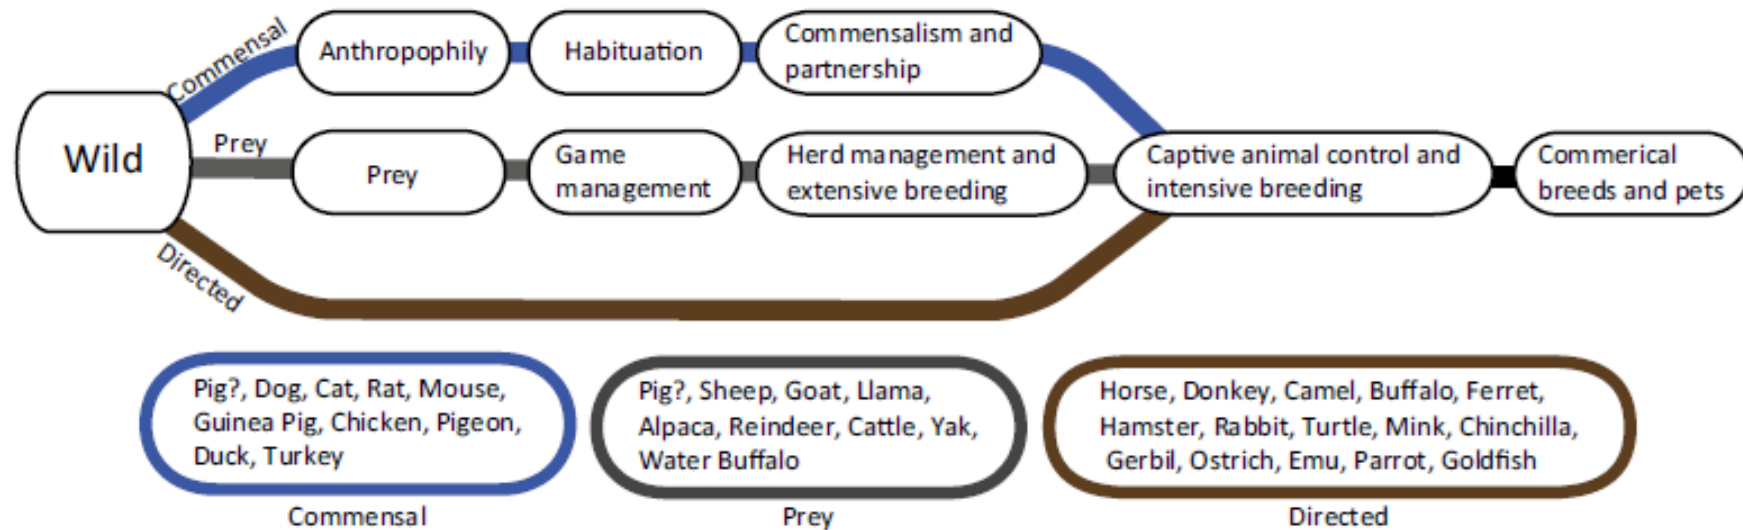 Commensal
Anthropophily
Habituation
Commensalism and
partnership
Wild
Prey
Prey
Game
management
Herd management and
extensive breeding
Captive animal control and
intensive breeding
Commerical
breeds and pets
Directed
Pig?, Dog, Cat, Rat, Mouse,
Guinea Pig, Chicken, Pigeon,
Duck, Turkey
Commensal
Pig?, Sheep, Goat, Llama,
Alpaca, Reindeer, Cattle, Yak,
Water Buffalo
Prey
Horse, Donkey, Camel, Buffalo, Ferret,
Hamster, Rabbit, Turtle, Mink, Chinchilla,
Gerbil, Ostrich, Emu, Parrot, Goldfish
Directed